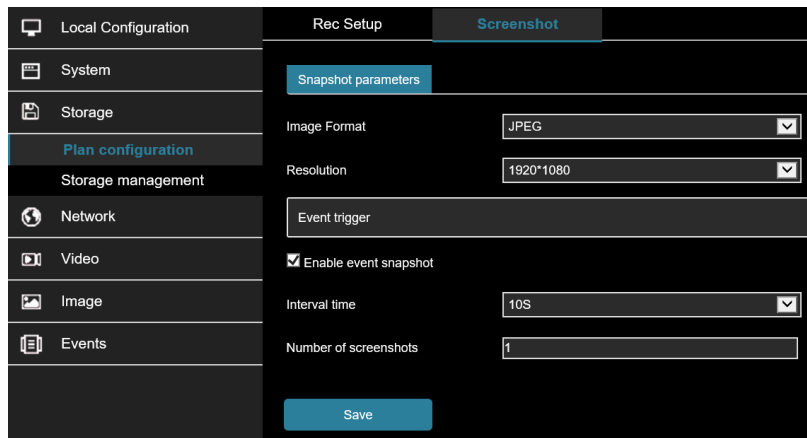 Local Configuration
System
Storage
Plan configuration
Storage management
Network
Video
Image
Events
Rec Setup
Screenshot
Snapshot parameters
Image Format
JPEG
Resolution
1920*1080
Event trigger
Enable event snapshot
Interval time
10S
Number of screenshots
1
Save